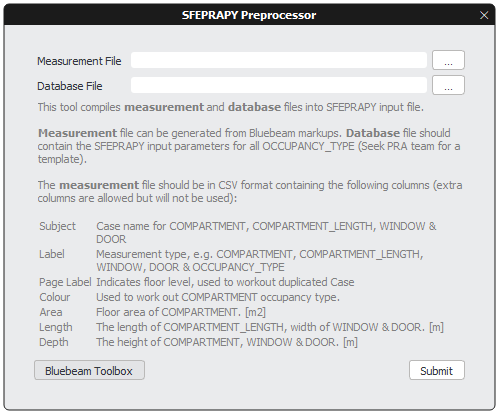 SFEPRAPY Preprocessor
Measurement File
...
Database File
...
This tool compiles measurement and database files into SFEPRAPY input file.
Measurement file can be generated from Bluebeam markups. Database file should
contain the SFEPRAPY input parameters for all OCCUPANCY_TYPE (Seek PRA team for a
template).
The measurement file should be in CSV format containing the following columns (extra
columns are allowed but will not be used):
Subject Case name for COMPARTMENT, COMPARTMENT_LENGTH, WINDOW &
DOOR
Label Measurement type, e.g. COMPARTMENT, COMPARTMENT_LENGTH,
WINDOW, DOOR & OCCUPANCY_TYPE
Page Label Indicates floor level, used to workout duplicated Case
Colour Used to work out COMPARTMENT occupancy type.
Area Floor area of COMPARTMENT. [m2]
Length The length of COMPARTMENT_LENGTH, width of WINDOW & DOOR. [m]
Depth The height of COMPARTMENT, WINDOW & DOOR. [m]
Bluebeam Toolbox
Submit